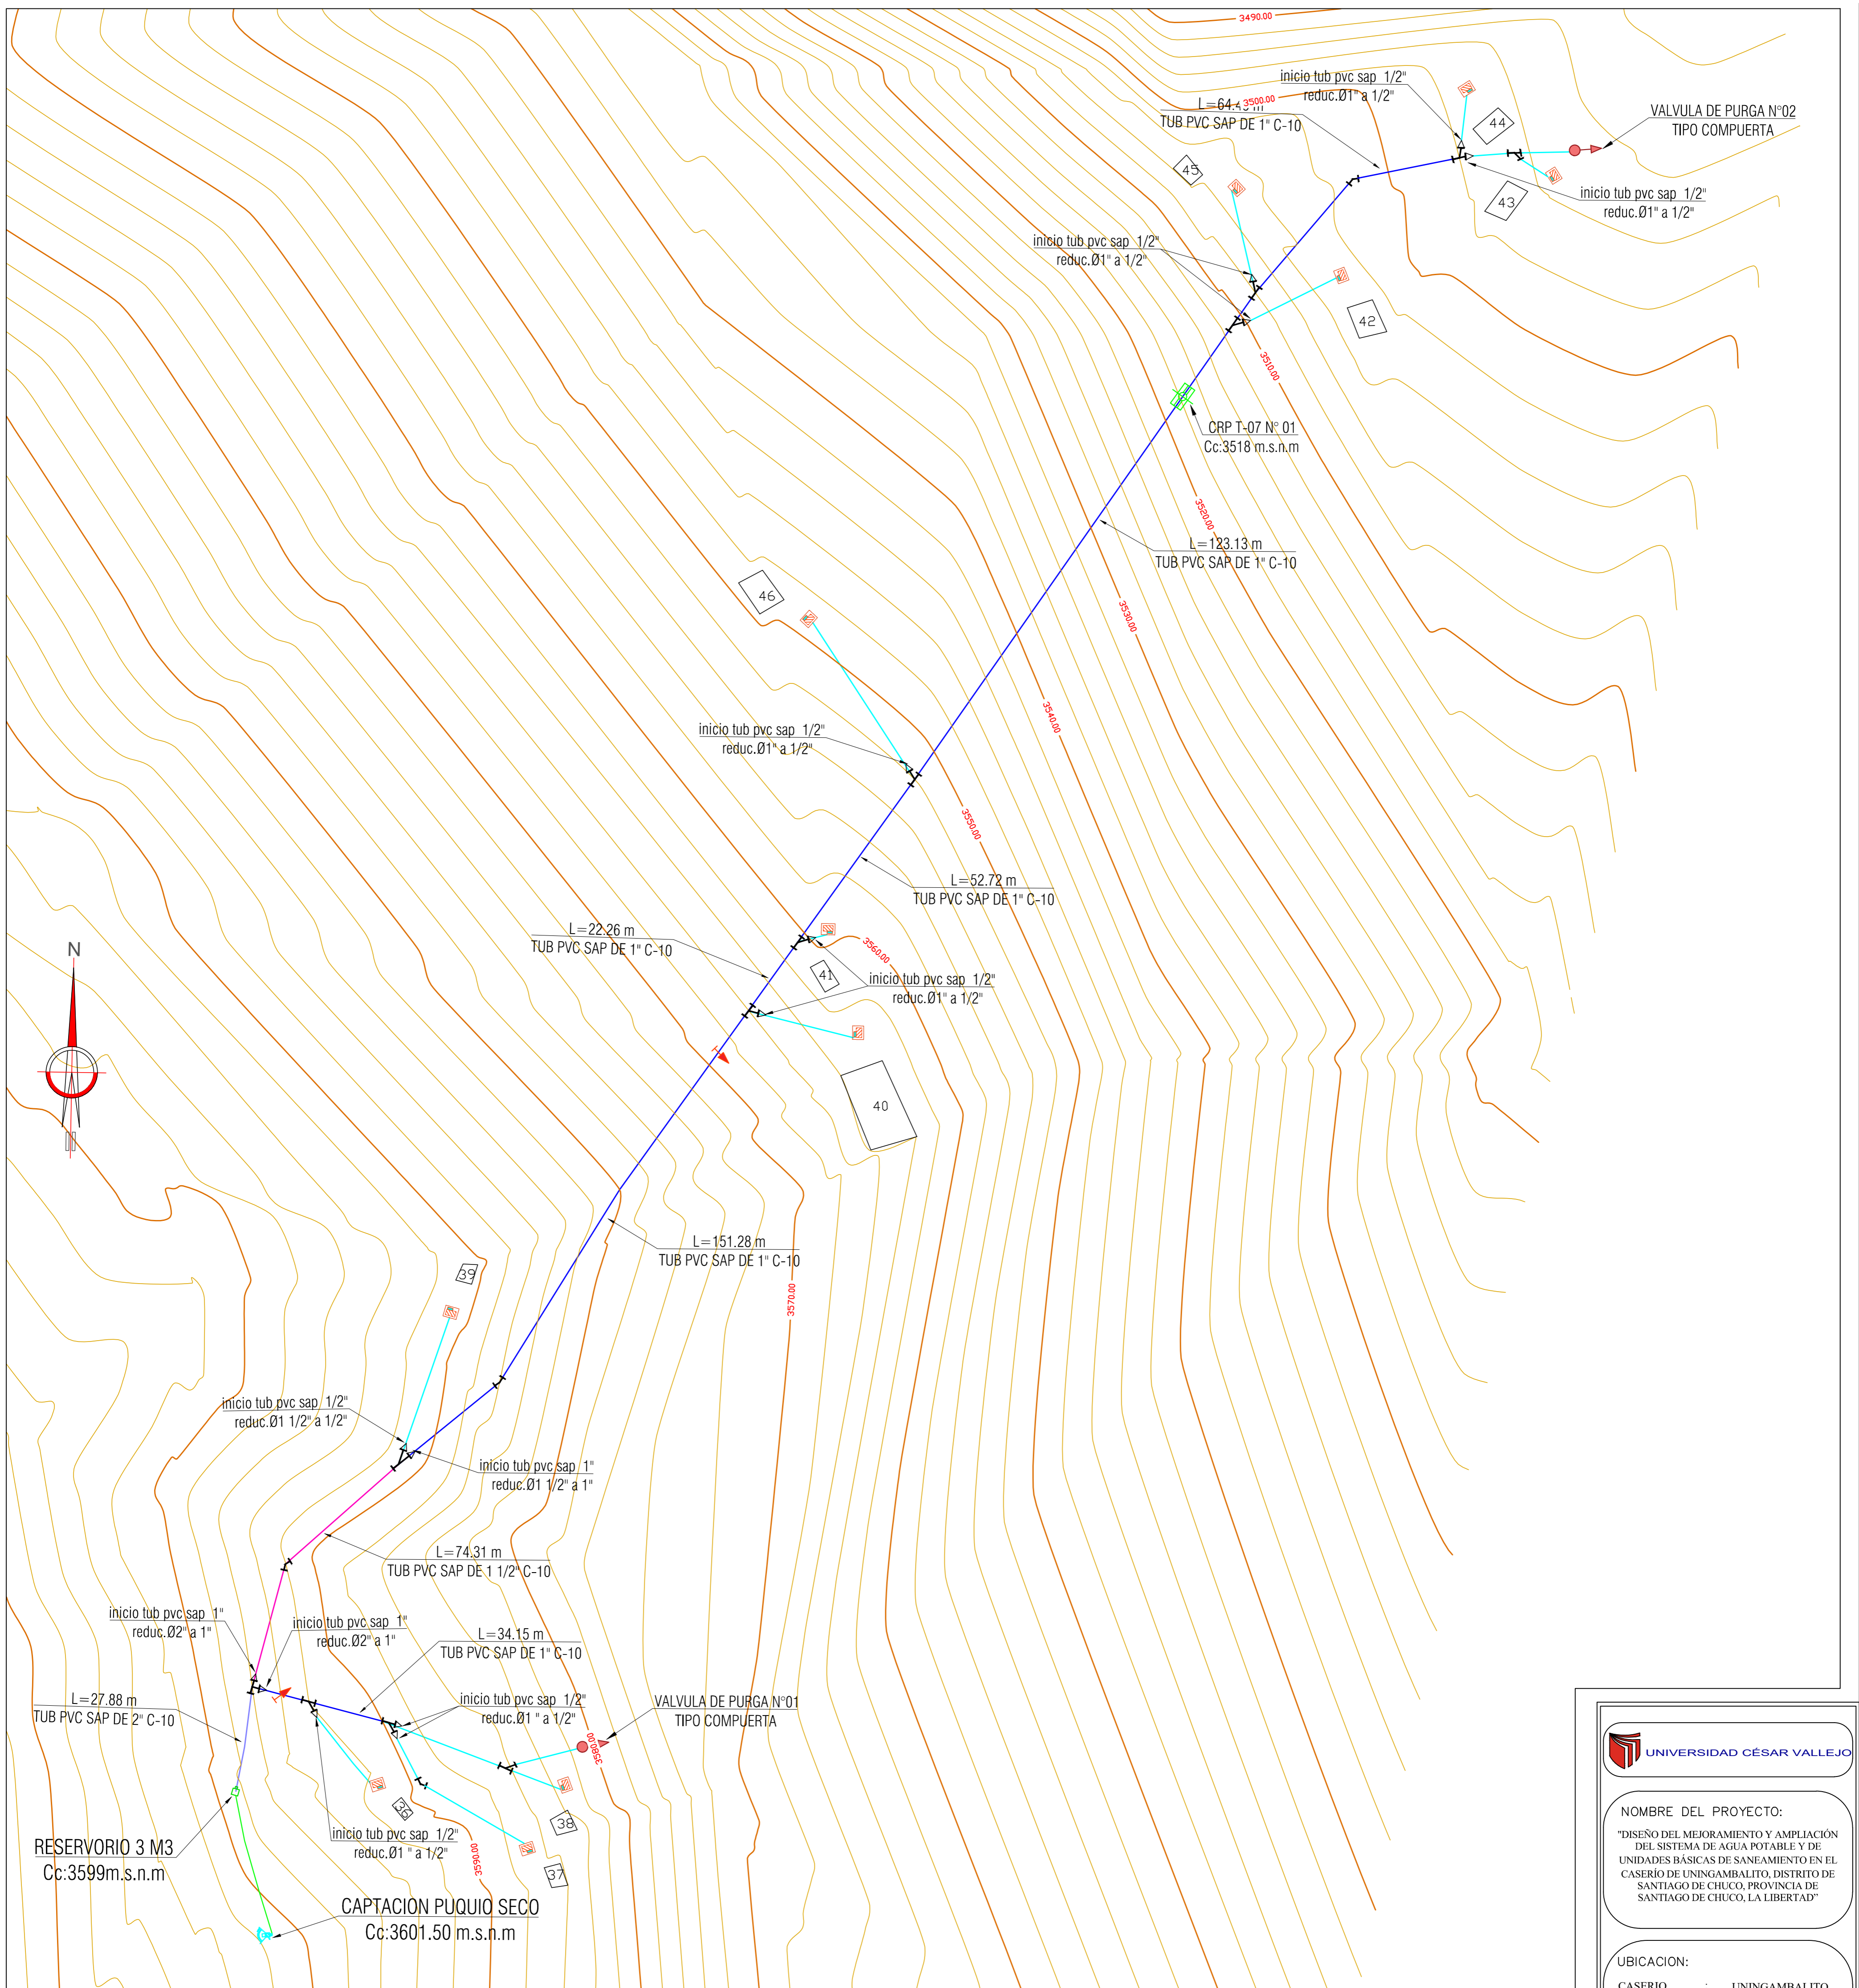 3490.00
inicio tub pvc sap 1/2"
reduc.Ø1" a 1/2"
3500.00
TUB PVC SAP DE 1" C-10
44
VALVULA DE PURGA N°02
TIPO COMPUERTA
45
43
inicio tub pvc sap 1/2"
reduc.Ø1" a 1/2"
inicio tub pvc sap 1/2"
reduc.Ø1" a 1/2"
42
3510.00
CRP T-07 N° 01
Cc:3518 m.s.n.m
3520.00
L=123.13 m
TUB PVC SAP DE 1" C-10
46
3530.00
3540.00
inicio tub pvc sap 1/2"
reduc.Ø1" a 1/2"
3550.00
L=52.72 m
TUB PVC SAP DE 1" C-10
L=22.26 m
TUB PVC SAP DE 1" C-10
3560.00
N
41
inicio tub pvc sap 1/2"
reduc.Ø1" a 1/2"
40
L=151.28 m
TUB PVC SAP DE 1" C-10
39
3570.00
inicio tub pvc sap 1/2"
reduc.Ø1 1/2" a 1/2"
inicio tub pvc sap 1"
reduc.Ø1 1/2" a 1"
L=74.31 m
TUB PVC SAP DE 1 1/2" C-10
inicio tub pvc sap 1"
reduc.Ø2" a 1"
inicio tub pvc sap 1"
reduc.Ø2" a 1"
L=34.15 m
TUB PVC SAP DE 1" C-10
L=27.88 m
TUB PVC SAP DE 2" C-10
inicio tub pvc sap 1/2"
reduc.Ø1 " a 1/2"
VALVULA DE PURGA N°01
TIPO COMPUERTA
3580.00
36
38
inicio tub pvc sap 1/2"
reduc.Ø1 " a 1/2"
3590.00
37
RESERVORIO 3 M3
Cc:3599m.s.n.m
CAPTACION PUQUIO SECO
Cc:3601.50 m.s.n.m
UNIVERSIDAD CÉSAR VALLEJO
NOMBRE DEL PROYECTO:
"DISEÑO DEL MEJORAMIENTO Y AMPLIACIÓN
DEL SISTEMA DE AGUA POTABLE Y DE
UNIDADES BÁSICAS DE SANEAMIENTO EN EL
CASERÍO DE UNINGAMBALITO, DISTRITO DE
SANTIAGO DE CHUCO, PROVINCIA DE
SANTIAGO DE CHUCO, LA LIBERTAD"
UBICACION:
CASERIO : UNINGAMBALITO